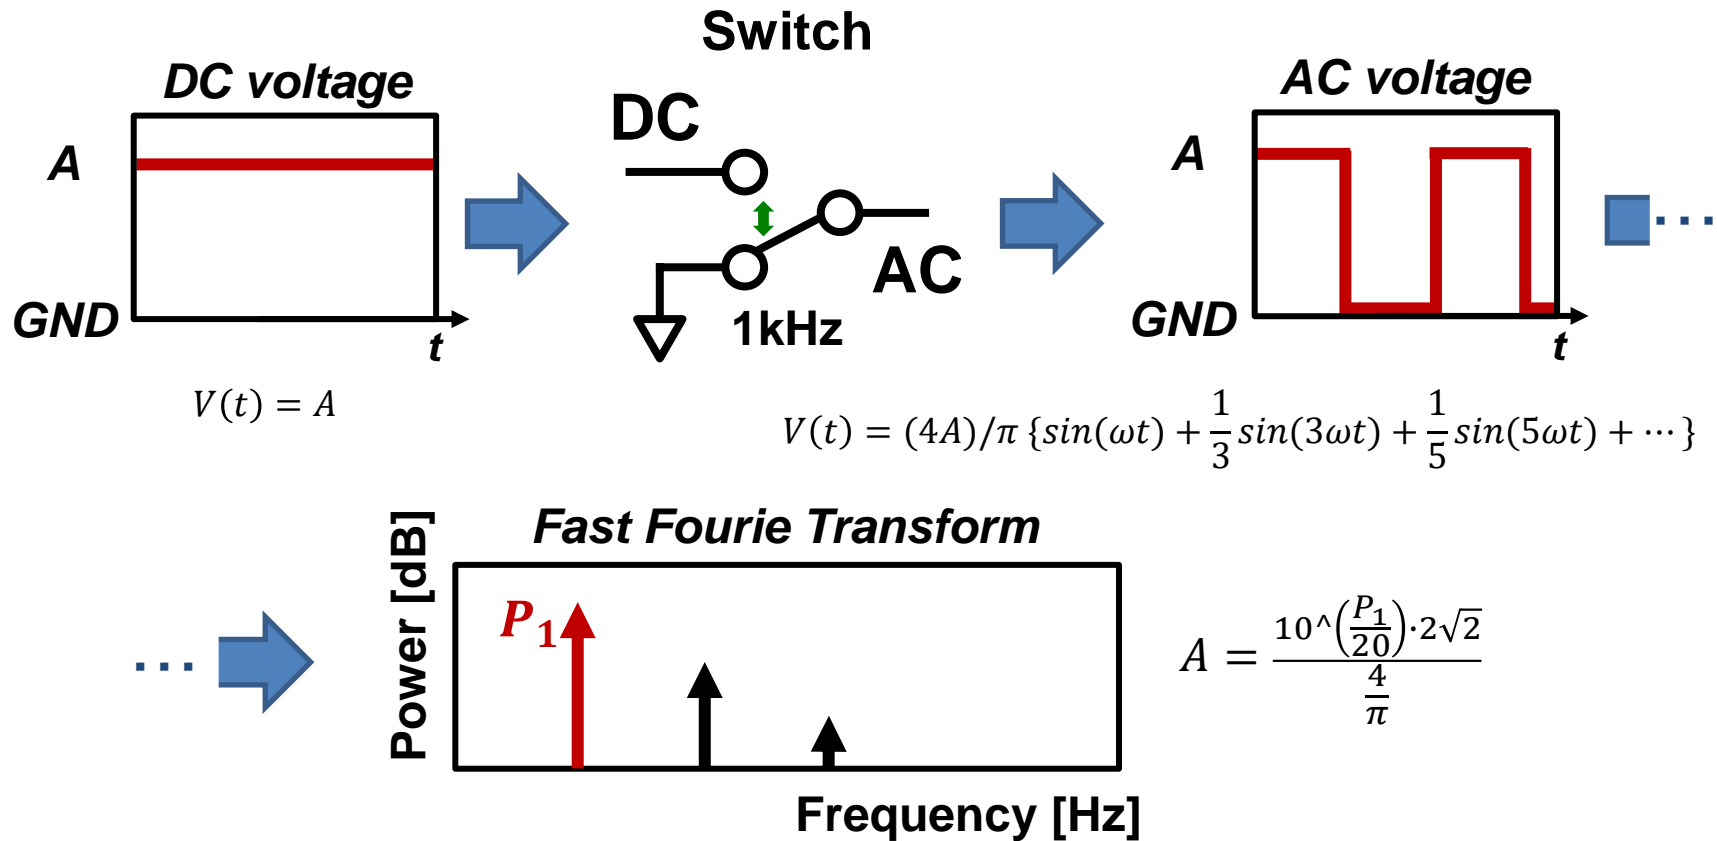 Switch
DC voltage
A
GND
t
V(t) = A
DC
AC
1kHz
AC voltage
A
GND
t
V(t) = (4A)/π {sin(ωt) + 1/3 sin(3ωt) + 1/5 sin(5ωt) + ⋯ }
Fast Fourie Transform
Power [dB]
P₁
Frequency [Hz]
A = (10^(P₁/20)·2√2)/(4/π)